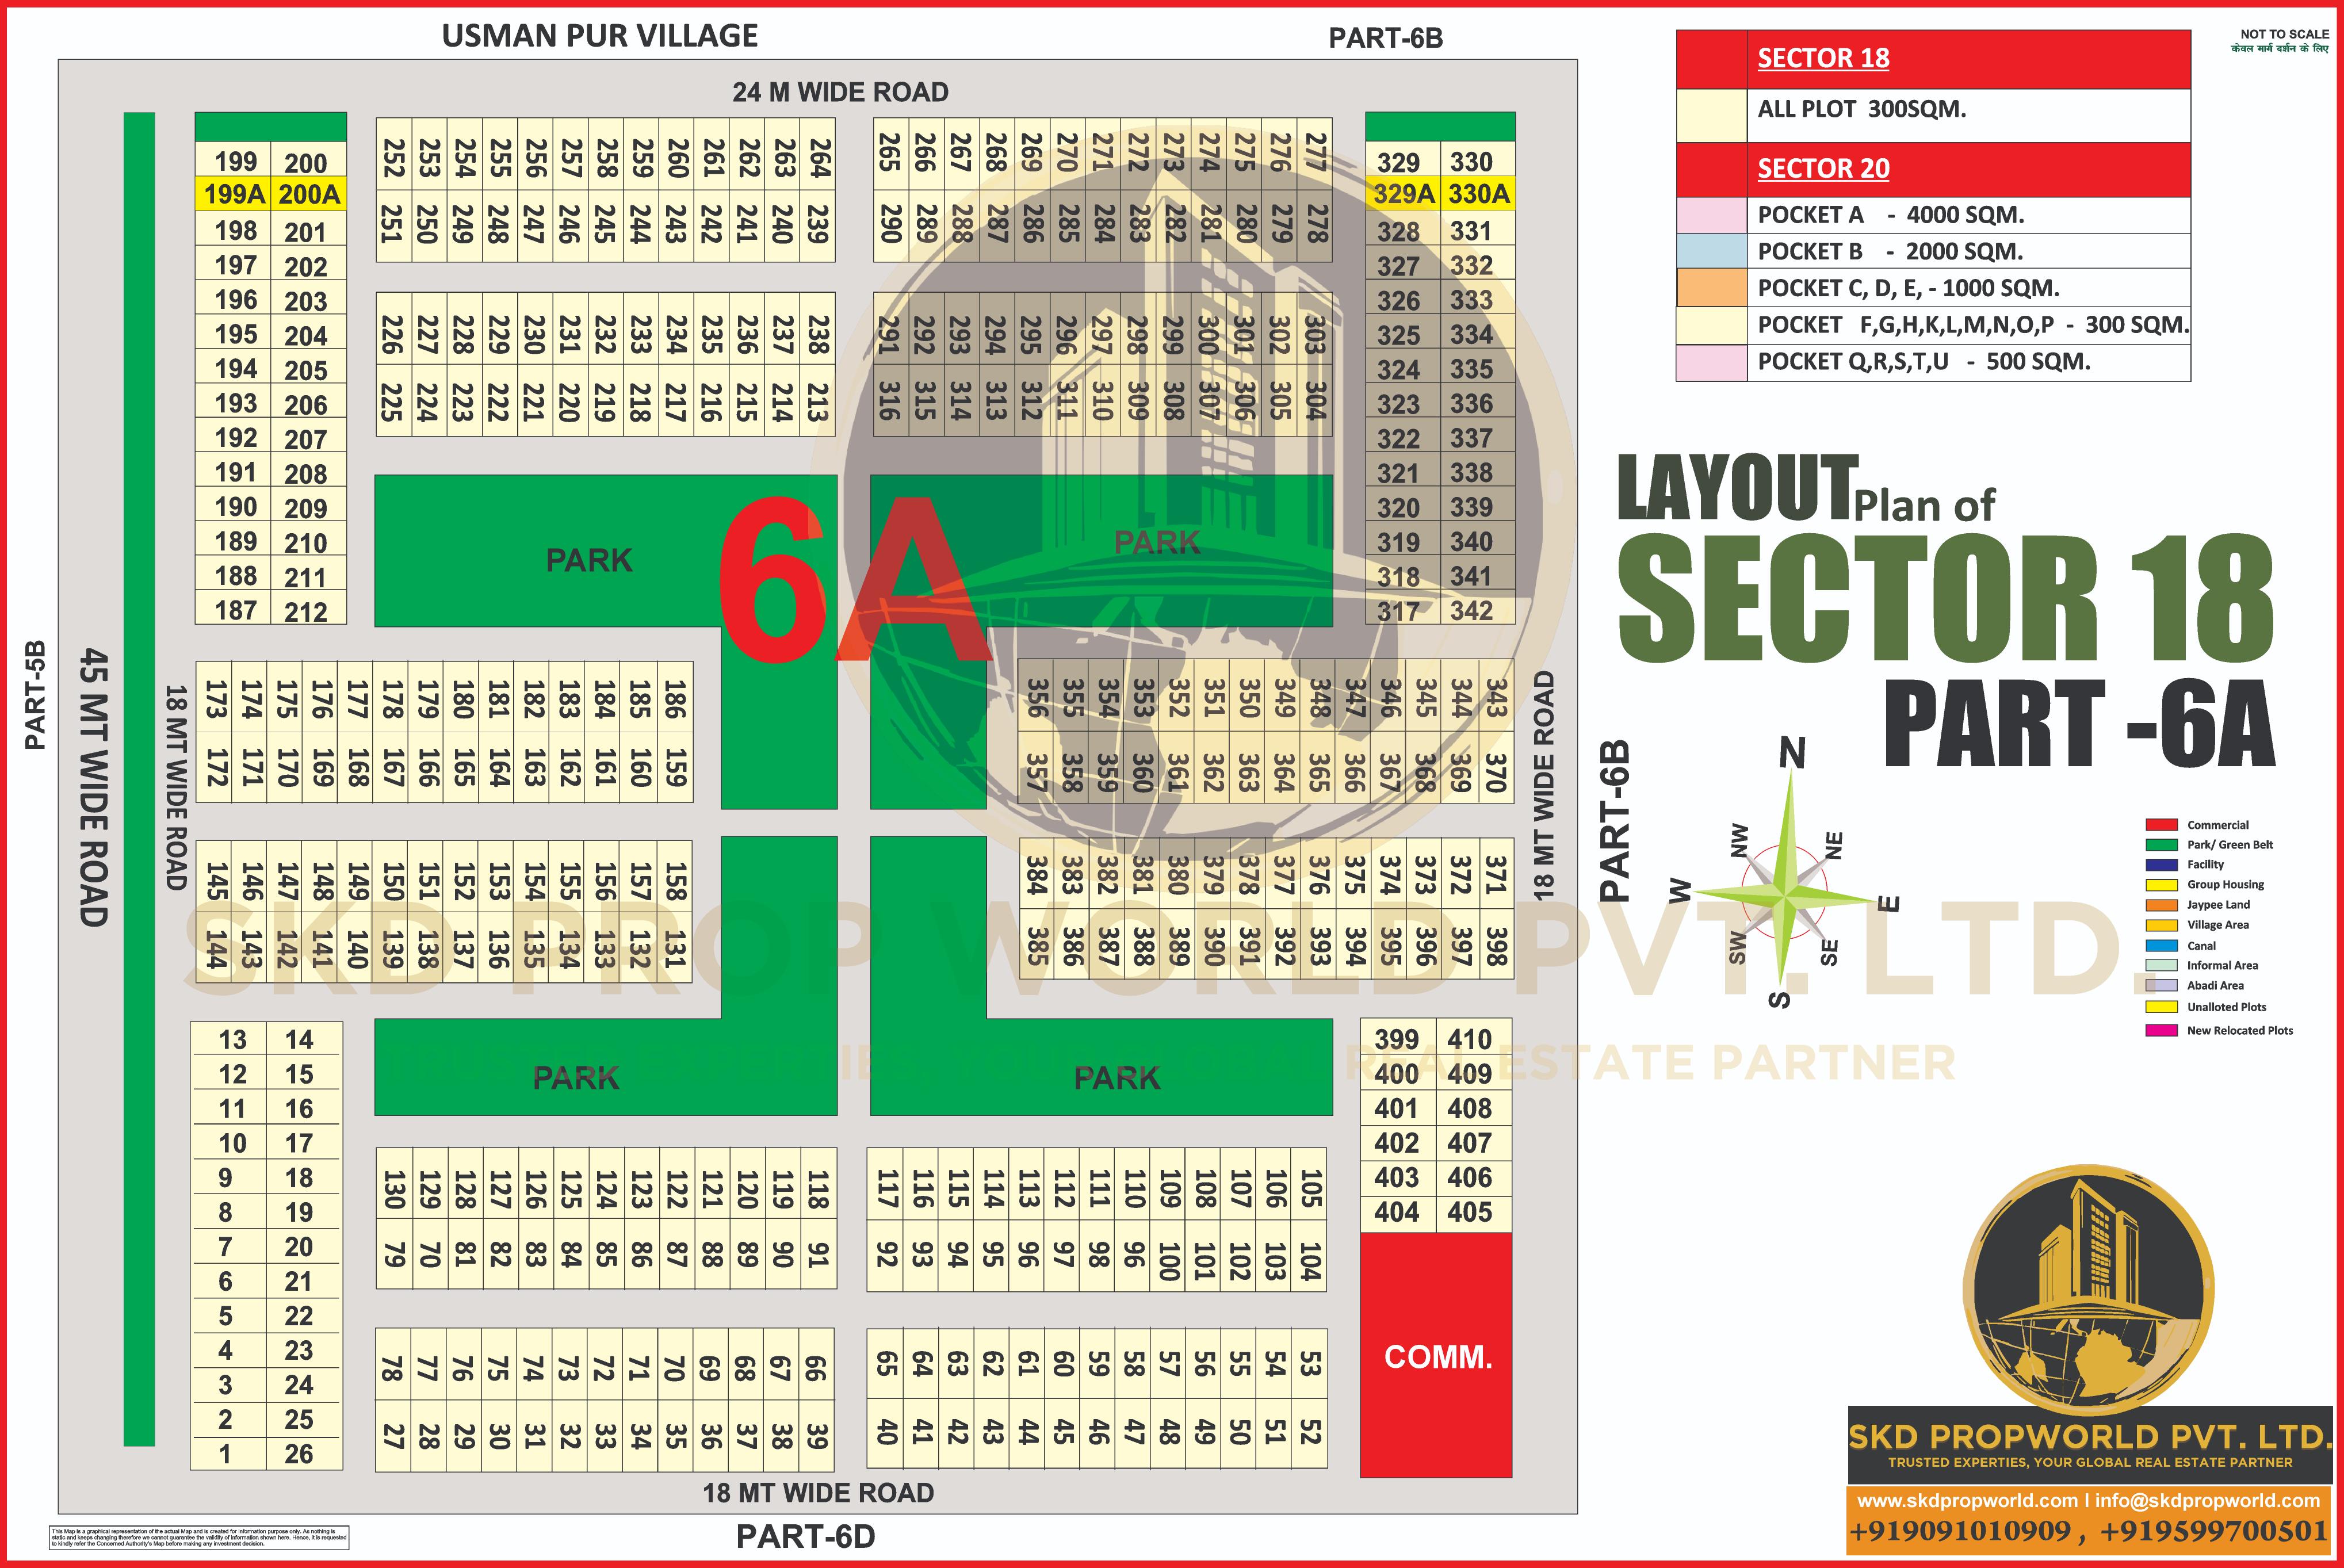 USMAN PUR VILLAGE
PART-6B
24 M WIDE ROAD
NOT TO SCALE
केवल मार्ग दर्शन के लिए
SECTOR 18
ALL PLOT 300SQM.
SECTOR 20
POCKET A - 4000 SQM.
POCKET B - 2000 SQM.
POCKET C, D, E, - 1000 SQM.
POCKET F,G,H,K,L,M,N,O,P - 300 SQM.
POCKET Q,R,S,T,U - 500 SQM.
LAYOUT Plan of
SECTOR 18
PART -6A
N
NE
E
SE
S
SW
W
NW
Commercial
Park/ Green Belt
Facility
Group Housing
Jaypee Land
Village Area
Canal
Informal Area
Abadi Area
Unalloted Plots
New Relocated Plots
PART-5B
45 MT WIDE ROAD
18 MT WIDE ROAD
199 200
199A 200A
198 201
197 202
196 203
195 204
194 205
193 206
192 207
191 208
190 209
189 210
188 211
187 212
252 253 254 255 256 257 258 259 260 261 262 263 264
251 250 249 248 247 246 245 244 243 242 241 240 239
226 227 228 229 230 231 232 233 234 235 236 237 238
225 224 223 222 221 220 219 218 217 216 215 214 213
265 266 267 268 269 270 271 272 273 274 275 276 277
290 289 288 287 286 285 284 283 282 281 280 279 278
291 292 293 294 295 296 297 298 299 300 301 302 303
316 315 314 313 312 311 310 309 308 307 306 305 304
329 330
329A 330A
328 331
327 332
326 333
325 334
324 335
323 336
322 337
321 338
320 339
319 340
318 341
317 342
PARK
6A
PARK
173 174 175 176 177 178 179 180 181 182 183 184 185 186
172 171 170 169 168 167 166 165 164 163 162 161 160 159
145 146 147 148 149 150 151 152 153 154 155 156 157 158
144 143 142 141 140 139 138 137 136 135 134 133 132 131
356 355 354 353 352 351 350 349 348 347 346 345 344 343
357 358 359 360 361 362 363 364 365 366 367 368 369 370
384 383 382 381 380 379 378 377 376 375 374 373 372 371
385 386 387 388 389 390 391 392 393 394 395 396 397 398
18 MT WIDE ROAD
PART-6B
SKD PROP WORLD PVT. LTD.
REAL ESTATE PARTNER
13 14
12 15
11 16
10 17
9 18
8 19
7 20
6 21
5 22
4 23
3 24
2 25
1 26
PARK
PARK
130 129 128 127 126 125 124 123 122 121 120 119 118
79 70 81 82 83 84 85 86 87 88 89 90 91
78 77 76 75 74 73 72 71 70 69 68 67 66
27 28 29 30 31 32 33 34 35 36 37 38 39
117 116 115 114 113 112 111 110 109 108 107 106 105
92 93 94 95 96 97 98 96 100 101 102 103 104
65 64 63 62 61 60 59 58 57 56 55 54 53
40 41 42 43 44 45 46 47 48 49 50 51 52
399 410
400 409
401 408
402 407
403 406
404 405
COMM.
18 MT WIDE ROAD
PART-6D
This Map is a graphical representation of the actual Map and is created for information purpose only. As nothing is
static and keeps changing therefore we cannot guarantee the validity of information shown here. Hence, it is requested
to kindly refer the Concerned Authority's Map before making any investment decision.
SKD PROPWORLD PVT. LTD.
TRUSTED EXPERTIES, YOUR GLOBAL REAL ESTATE PARTNER
www.skdpropworld.com I info@skdpropworld.com
+919091010909 , +919599700501